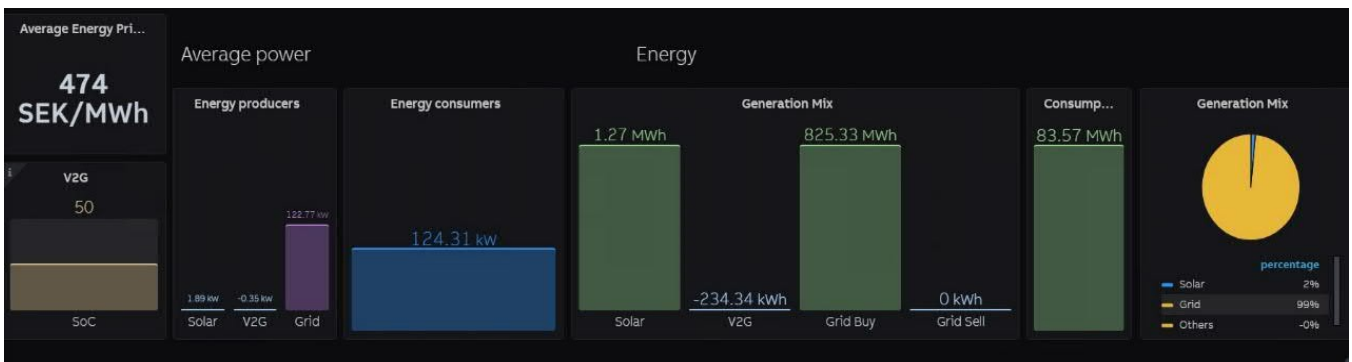 Average Energy Pri...
474
SEK/MWh
V2G
50
SoC
Average power
Energy producers
1.89 kW
-0.35 kW
122.77 kW
Solar
V2G
Grid
Energy consumers
124.31 kW
Energy
Generation Mix
1.27 MWh
-234.34 kWh
825.33 MWh
0 kWh
Solar
V2G
Grid Buy
Grid Sell
Consump...
83.57 MWh
Generation Mix
percentage
Solar 2%
Grid 99%
Others -0%